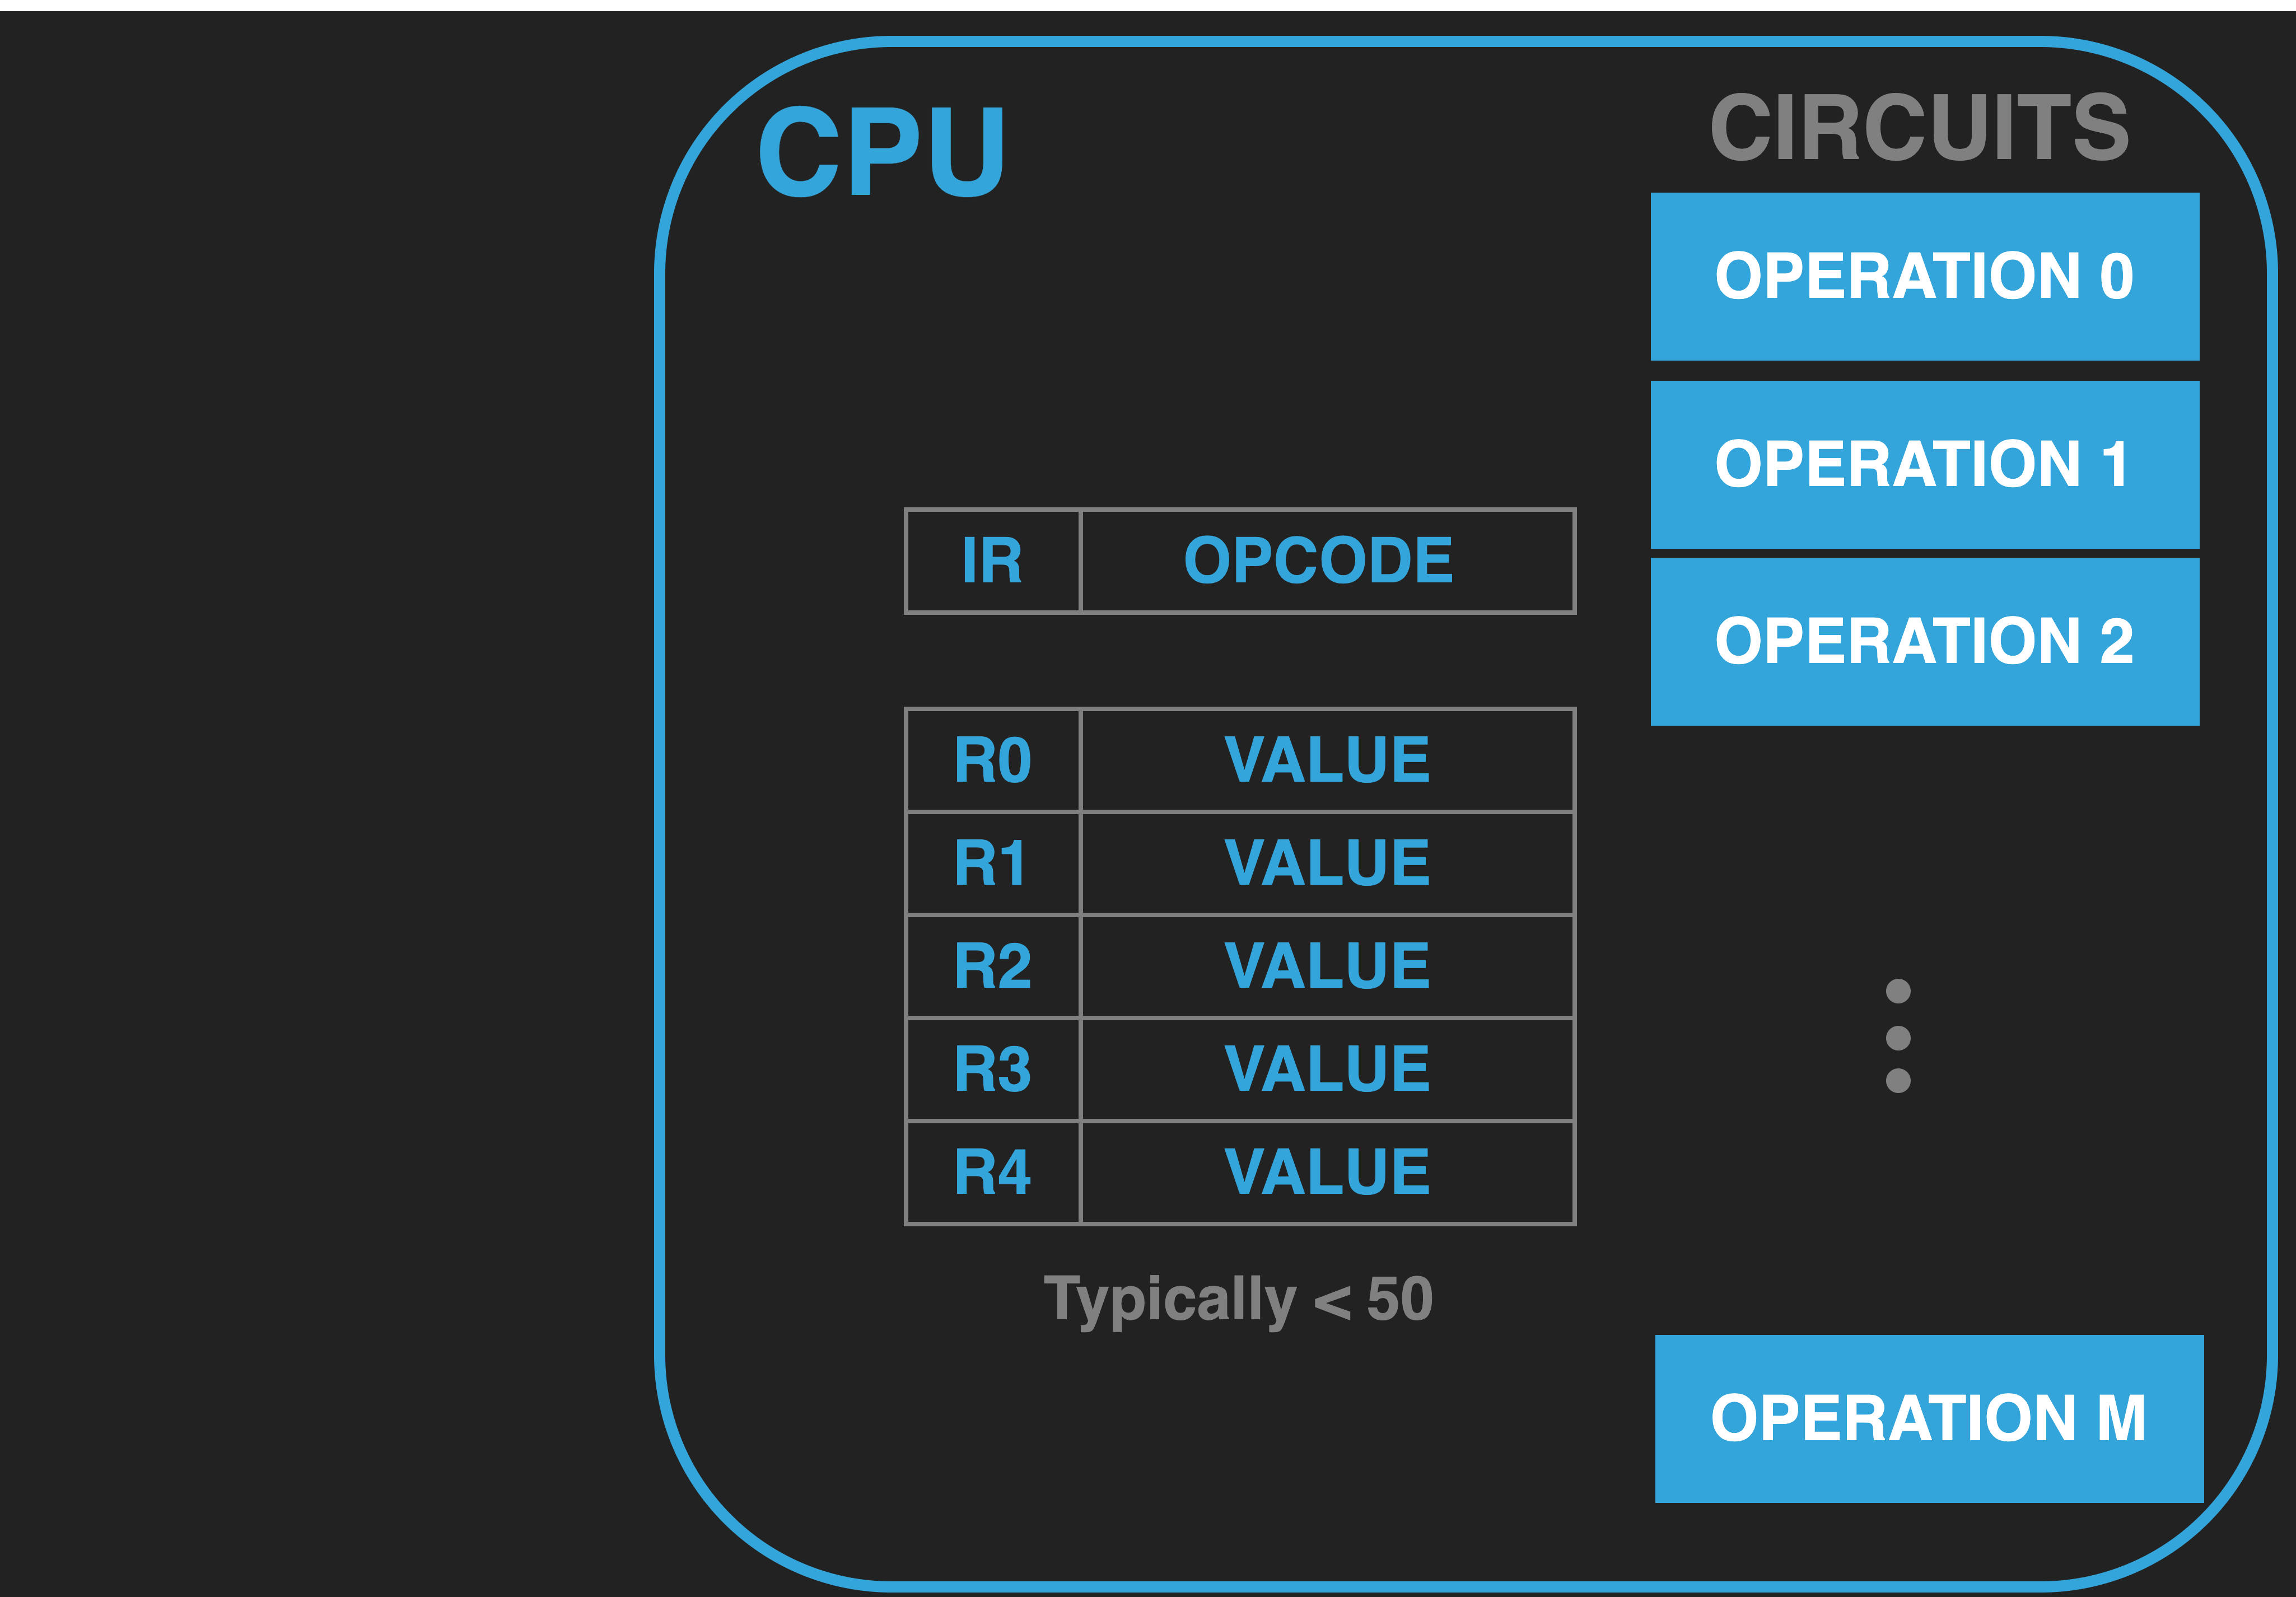 CPU
CIRCUITS
OPERATION 0
OPERATION 1
OPERATION 2
IR OPCODE
R0 VALUE
R1 VALUE
R2 VALUE
R3 VALUE
R4 VALUE
Typically < 50
OPERATION M